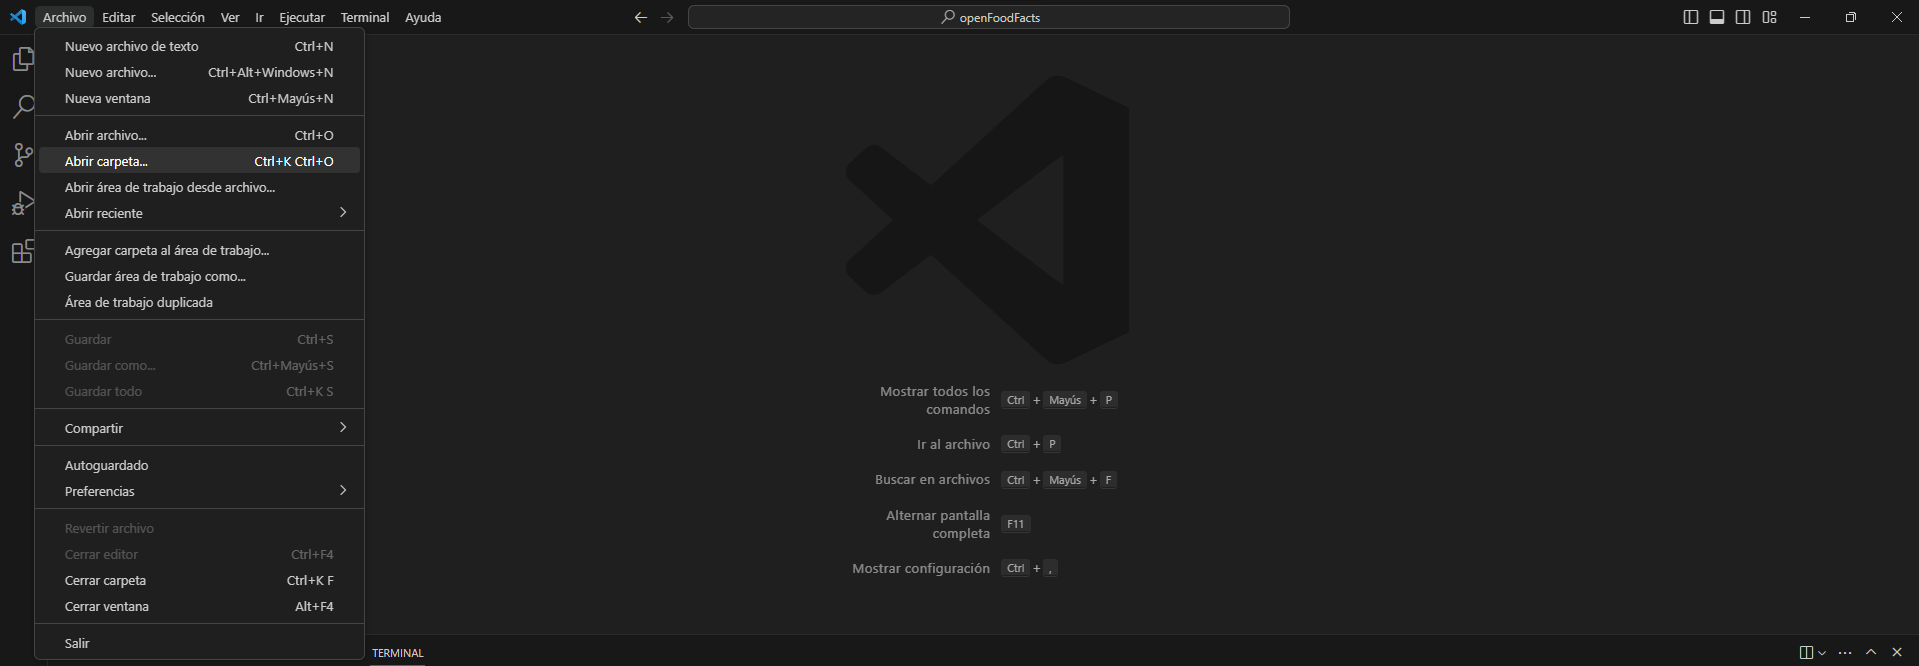 Archivo Editar Selección Ver Ir Ejecutar Terminal Ayuda openFoodFacts
Nuevo archivo de texto Ctrl+N
Nuevo archivo... Ctrl+Alt+Windows+N
Nueva ventana Ctrl+Mayús+N
Abrir archivo... Ctrl+O
Abrir carpeta... Ctrl+K Ctrl+O
Abrir área de trabajo desde archivo...
Abrir reciente
Agregar carpeta al área de trabajo...
Guardar área de trabajo como...
Área de trabajo duplicada
Guardar Ctrl+S
Guardar como... Ctrl+Mayús+S
Guardar todo Ctrl+K S
Compartir
Autoguardado
Preferencias
Revertir archivo
Cerrar editor Ctrl+F4
Cerrar carpeta Ctrl+K F
Cerrar ventana Alt+F4
Salir
Mostrar todos los
comandos Ctrl + Mayús + P
Ir al archivo Ctrl + P
Buscar en archivos Ctrl + Mayús + F
Alternar pantalla
completa F11
Mostrar configuración Ctrl + ,
TERMINAL